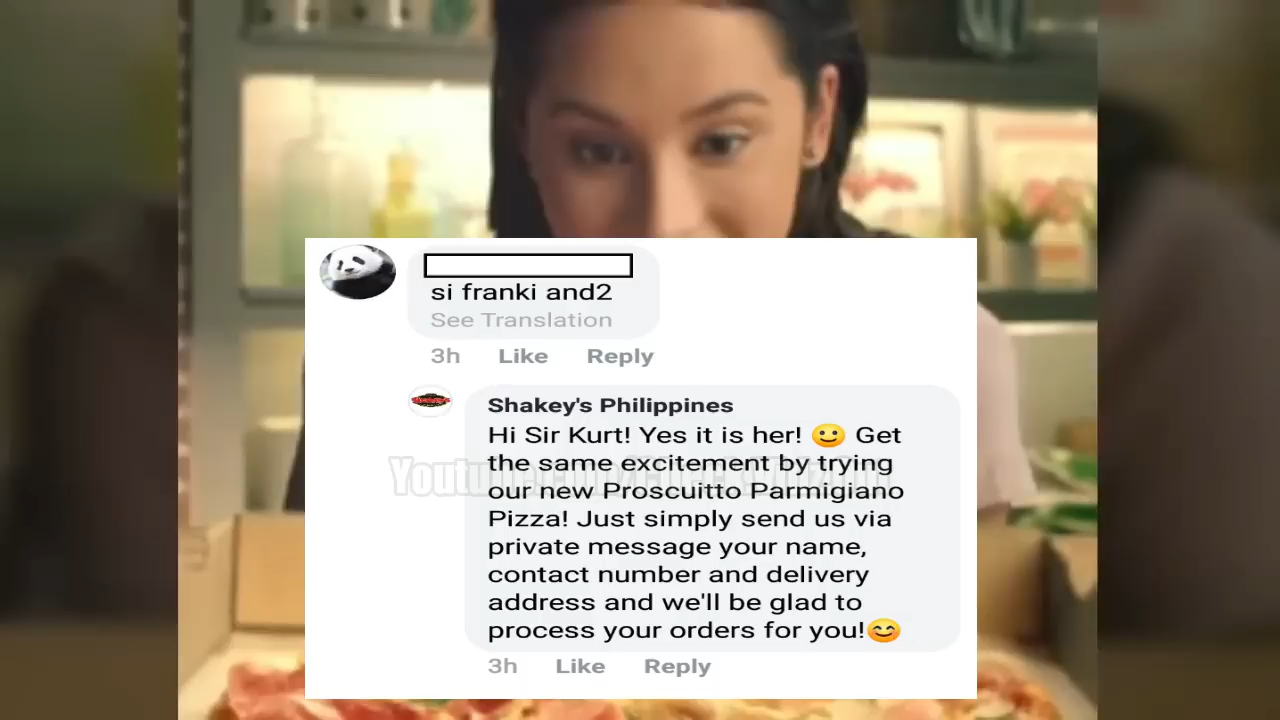 si franki and2
See Translation
3h Like Reply
Shakey's Philippines
Hi Sir Kurt! Yes it is her! 🙂 Get
the same excitement by trying
our new Proscuitto Parmigiano
Pizza! Just simply send us via
private message your name,
contact number and delivery
address and we'll be glad to
process your orders for you!😊
3h Like Reply